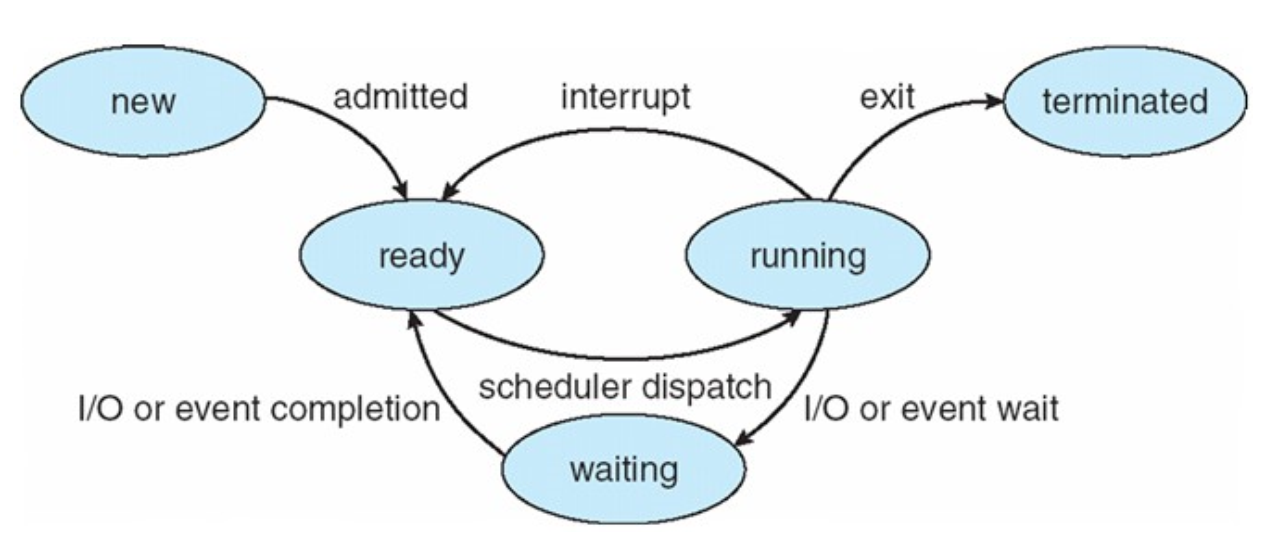 new
admitted
interrupt
exit
terminated
ready
running
scheduler dispatch
I/O or event completion
I/O or event wait
waiting